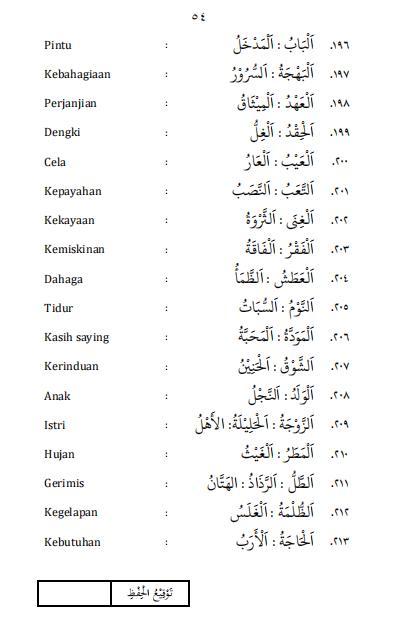 ٥٤
١٩٦. اَلْبَابُ : اَلْمَدْخَلُ : Pintu
١٩٧. اَلْبَهْجَةُ : اَلسُّرُوْرُ : Kebahagiaan
١٩٨. اَلْعَهْدُ : اَلْمِيْثَاقُ : Perjanjian
١٩٩. اَلْحِقْدُ : اَلْغِلُّ : Dengki
٢٠٠. اَلْعَيْبُ : اَلْعَارُ : Cela
٢٠١. اَلتَّعَبُ : اَلنَّصَبُ : Kepayahan
٢٠٢. اَلْغِنَى : اَلثَّرْوَةُ : Kekayaan
٢٠٣. اَلْفَقْرُ : اَلْفَاقَةُ : Kemiskinan
٢٠٤. اَلْعَطَشُ : اَلظَّمَأُ : Dahaga
٢٠٥. اَلنَّوْمُ : اَلسُّبَاتُ : Tidur
٢٠٦. اَلْمَوَدَّةُ : اَلْمَحَبَّةُ : Kasih saying
٢٠٧. اَلشَّوْقُ : اَلْحَنِيْنُ : Kerinduan
٢٠٨. اَلْوَلَدُ : اَلنَّجْلُ : Anak
٢٠٩. اَلزَّوْجَةُ : اَلْحَلِيْلَةُ: الأَهْلُ : Istri
٢١٠. اَلْمَطَرُ : اَلْغَيْثُ : Hujan
٢١١. اَلطَّلُّ : اَلرَّذَاذُ : الهَتَّانُ : Gerimis
٢١٢. اَلظُّلْمَةُ : اَلْغَلَسُ : Kegelapan
٢١٣. اَلْحَاجَةُ : اَلْأَرَبُ : Kebutuhan
تَوْقِيْعُ الْحِفْظِ